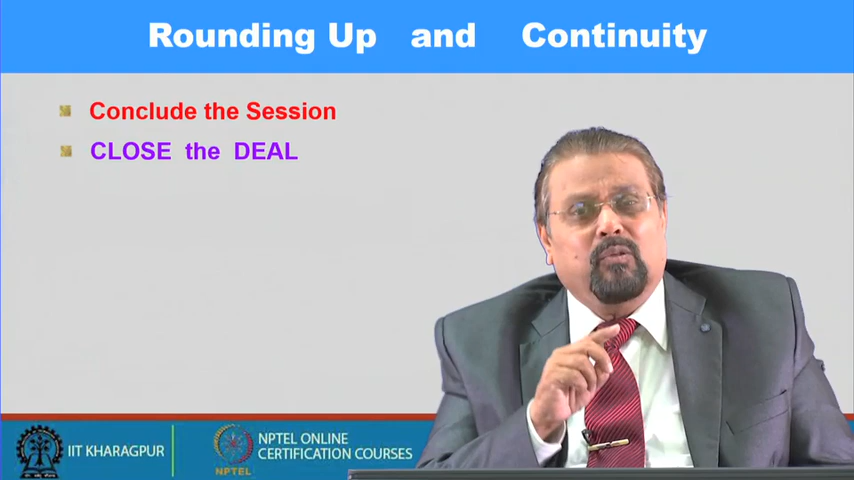 Rounding Up and Continuity
Conclude the Session
CLOSE the DEAL
IIT KHARAGPUR
NPTEL ONLINE
CERTIFICATION COURSES
NPTEL